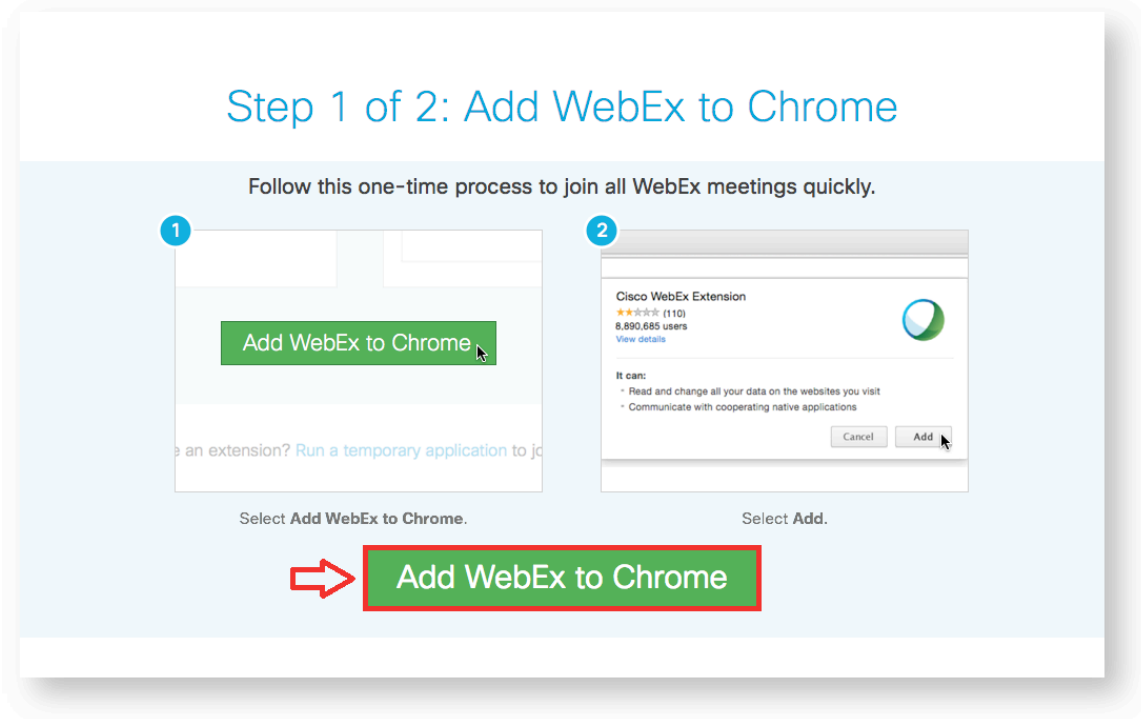 Step 1 of 2: Add WebEx to Chrome
Follow this one-time process to join all WebEx meetings quickly.
1
Add WebEx to Chrome
an extension? Run a temporary application to
Select Add WebEx to Chrome.
2
Cisco WebEx Extension
(110)
8,890,685 users
View details
It can:
- Read and change all your data on the websites you visit
- Communicate with cooperating native applications
Cancel Add
Select Add.
Add WebEx to Chrome